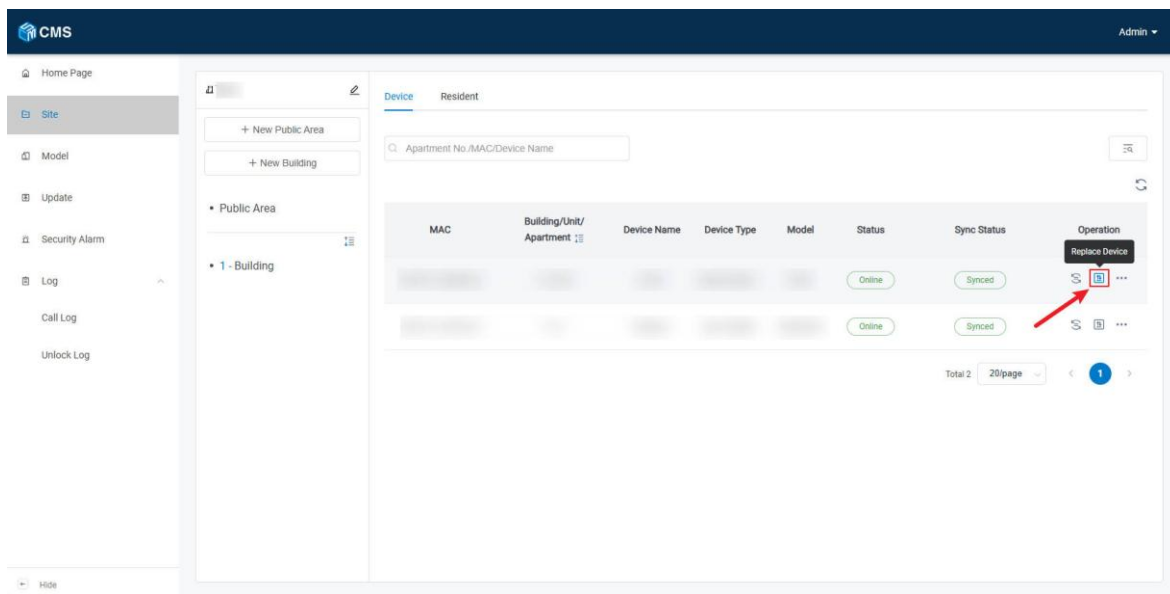 CMS
Admin
Home Page
Site
Model
Update
Security Alarm
Log
Call Log
Unlock Log
Hide
+ New Public Area
+ New Building
• Public Area
• 1 - Building
Device Resident
Apartment No./MAC/Device Name
MAC Building/Unit/Apartment Device Name Device Type Model Status Sync Status Operation
Replace Device
Online Synced
Online Synced
Total 2 20/page 1